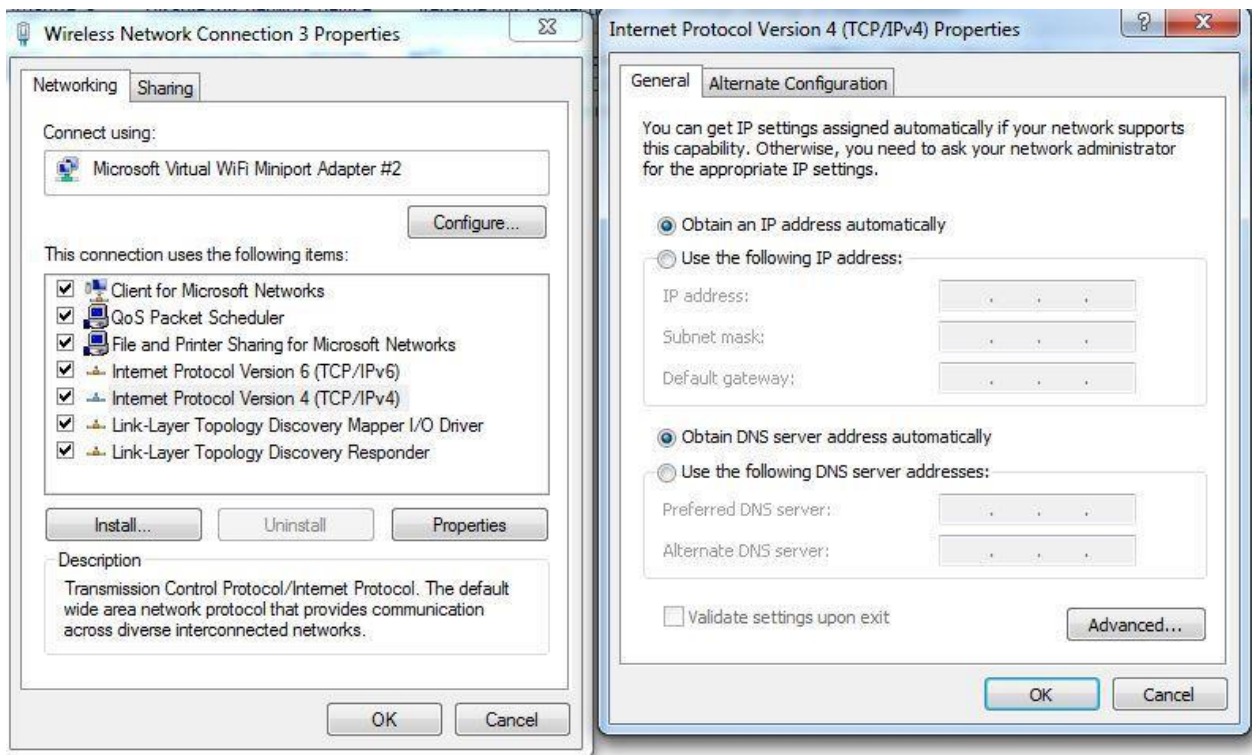 Wireless Network Connection 3 Properties
Networking
Sharing
Connect using:
Microsoft Virtual WiFi Miniport Adapter #2
Configure...
This connection uses the following items:
Client for Microsoft Networks
QoS Packet Scheduler
File and Printer Sharing for Microsoft Networks
Internet Protocol Version 6 (TCP/IPv6)
Internet Protocol Version 4 (TCP/IPv4)
Link-Layer Topology Discovery Mapper I/O Driver
Link-Layer Topology Discovery Responder
Install...
Uninstall
Properties
Description
Transmission Control Protocol/Internet Protocol. The default
wide area network protocol that provides communication
across diverse interconnected networks.
OK
Cancel
Internet Protocol Version 4 (TCP/IPv4) Properties
General
Alternate Configuration
You can get IP settings assigned automatically if your network supports
this capability. Otherwise, you need to ask your network administrator
for the appropriate IP settings.
Obtain an IP address automatically
Use the following IP address:
IP address:
Subnet mask:
Default gateway:
Obtain DNS server address automatically
Use the following DNS server addresses:
Preferred DNS server:
Alternate DNS server:
Validate settings upon exit
Advanced...
OK
Cancel